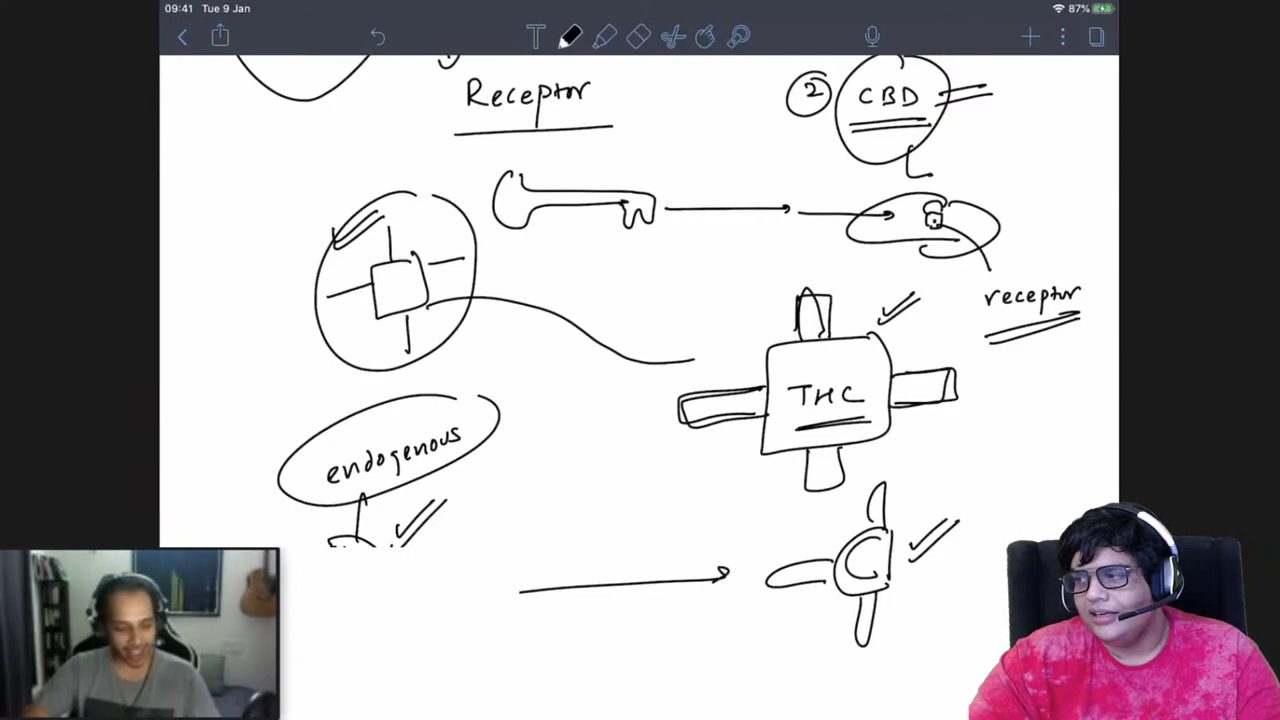 09:41 Tue 9 Jan
87%
T
Receptor
2 CBD
receptor
THC
endogenous
C